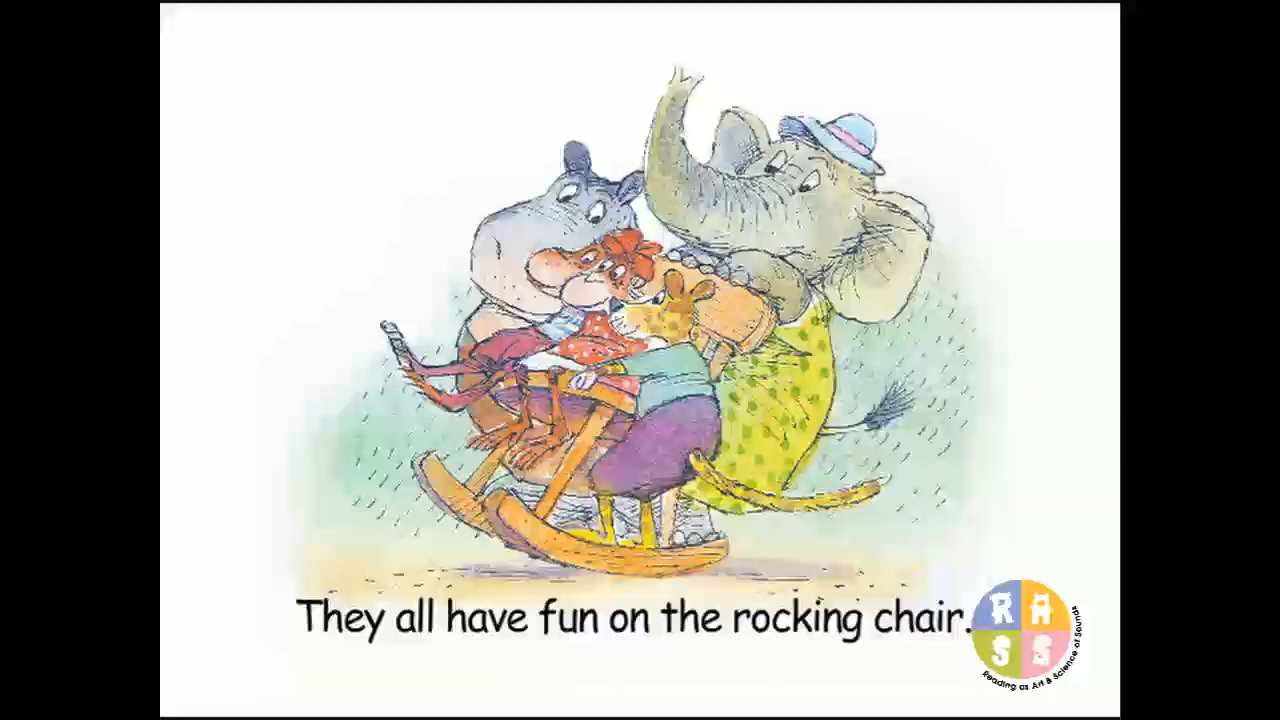 They all have fun on the rocking chair.
R A
S S
Reading as Art & Science of Sounds